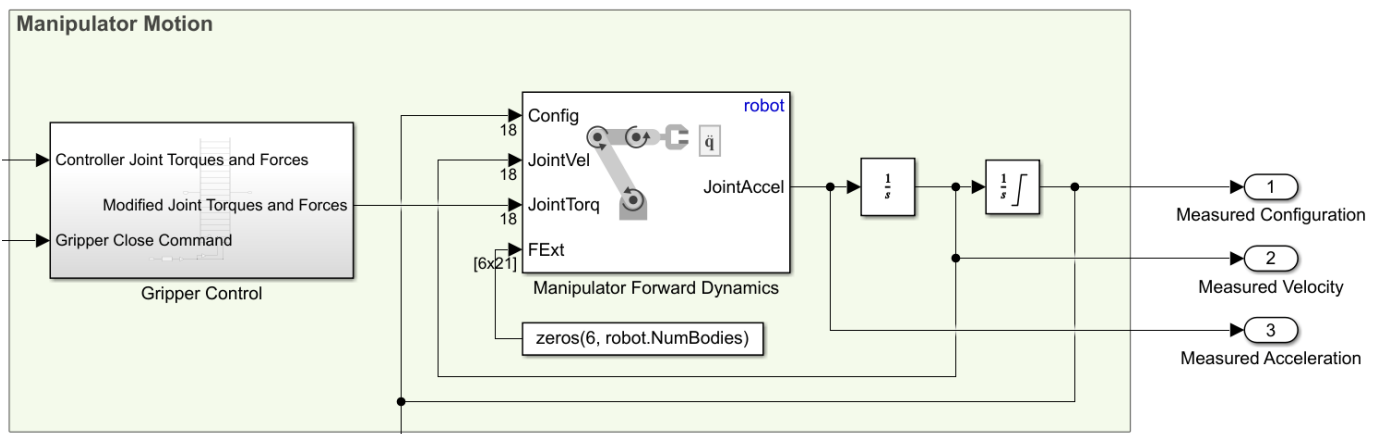 Manipulator Motion
Controller Joint Torques and Forces
Modified Joint Torques and Forces
Gripper Close Command
Gripper Control
robot
Config
18
JointVel
18
JointTorq
18
FExt
[6x21]
q̈
JointAccel
Manipulator Forward Dynamics
zeros(6, robot.NumBodies)
1
s
1
s
1
Measured Configuration
2
Measured Velocity
3
Measured Acceleration